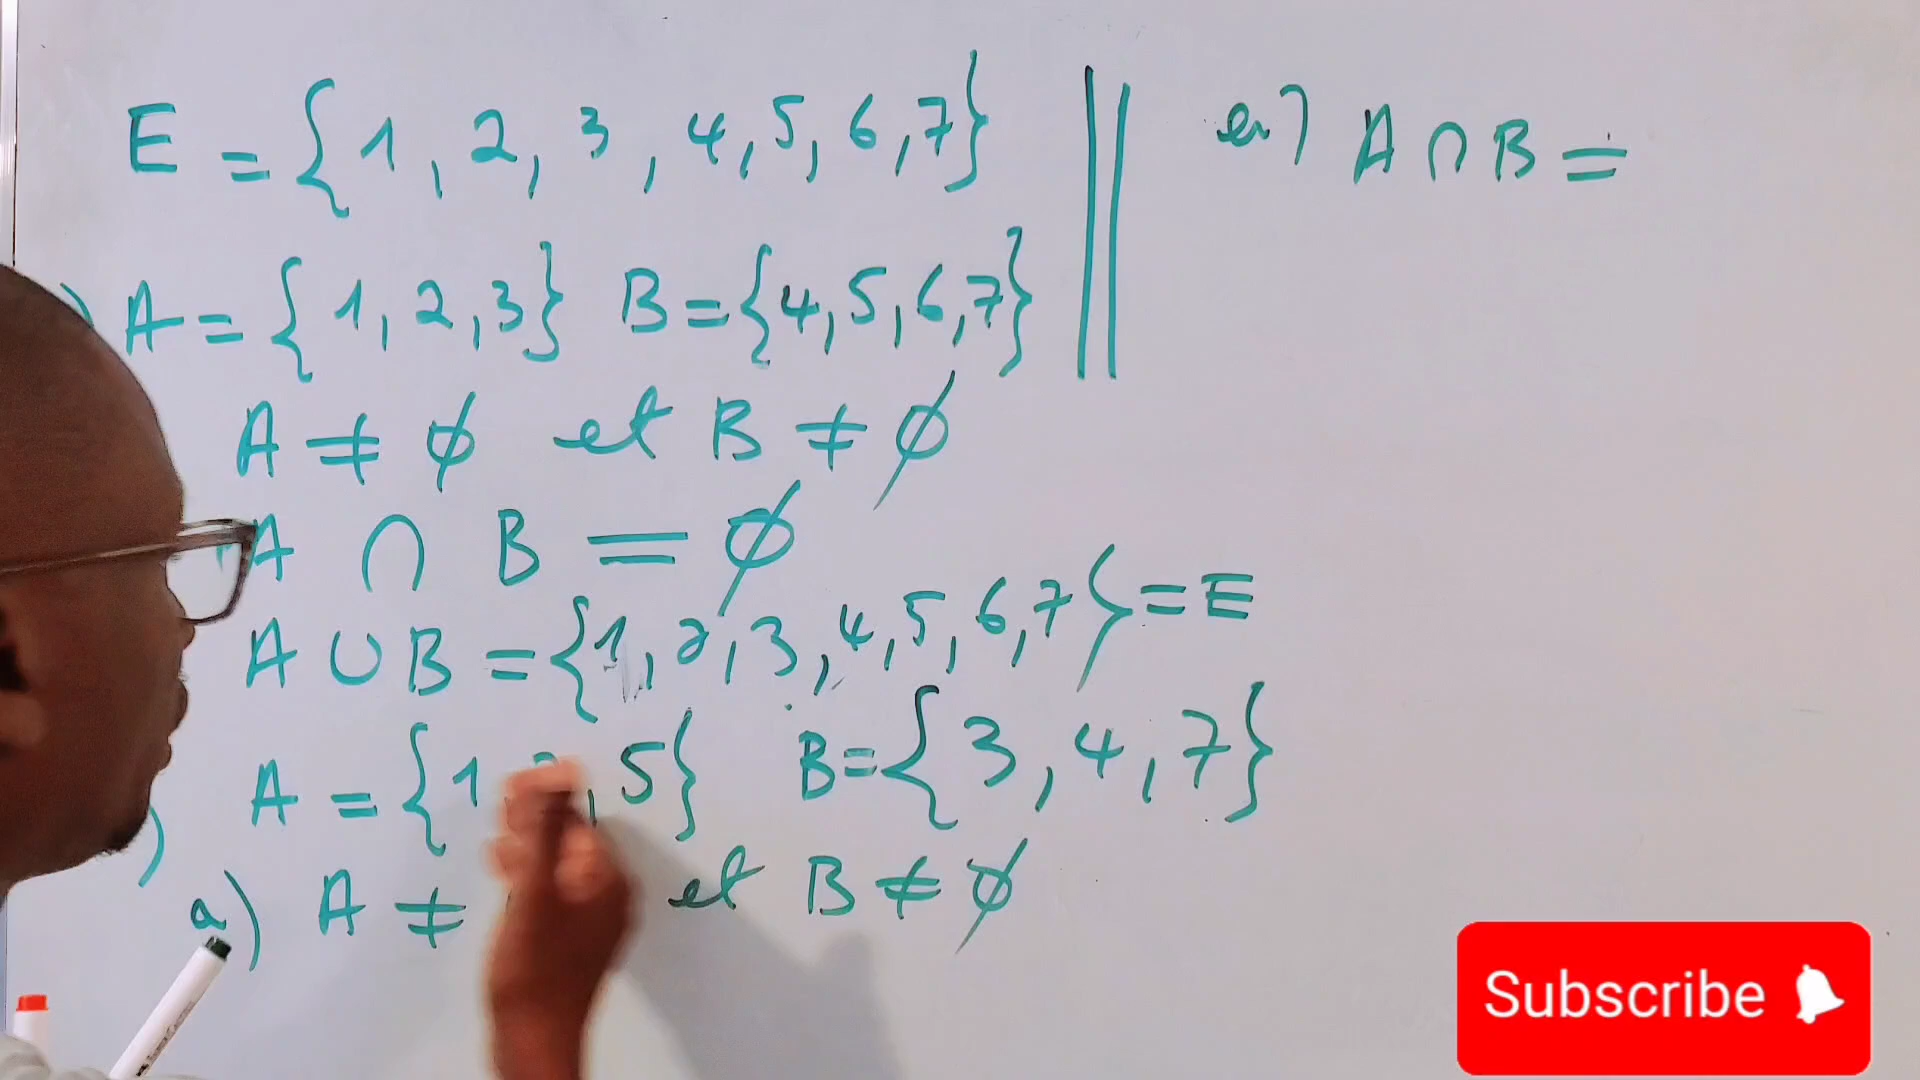 E = {1, 2, 3, 4, 5, 6, 7}
) A = {1, 2, 3} B = {4, 5, 6, 7}
A ≠ ∅ et B ≠ ∅
A ∩ B = ∅
A ∪ B = {1, 2, 3, 4, 5, 6, 7} = E
) A = {1, , 5} B = {3, 4, 7}
a) A ≠ et B ≠ ∅
A ∩ B =
Subscribe